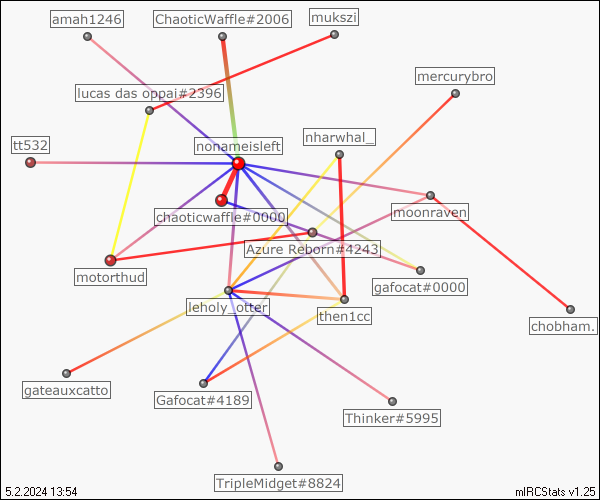 amah1246
ChaoticWaffle#2006
mukszi
mercurybro
lucas das oppai#2396
nharwhal_
tt532
nonameisleft
chaoticwaffle#0000
moonraven
Azure Reborn#4243
motorthud
gafocat#0000
leholy_otter
then1cc
chobham.
gateauxcatto
Gafocat#4189
Thinker#5995
TripleMidget#8824
5.2.2024 13:54
mIRCStats v1.25